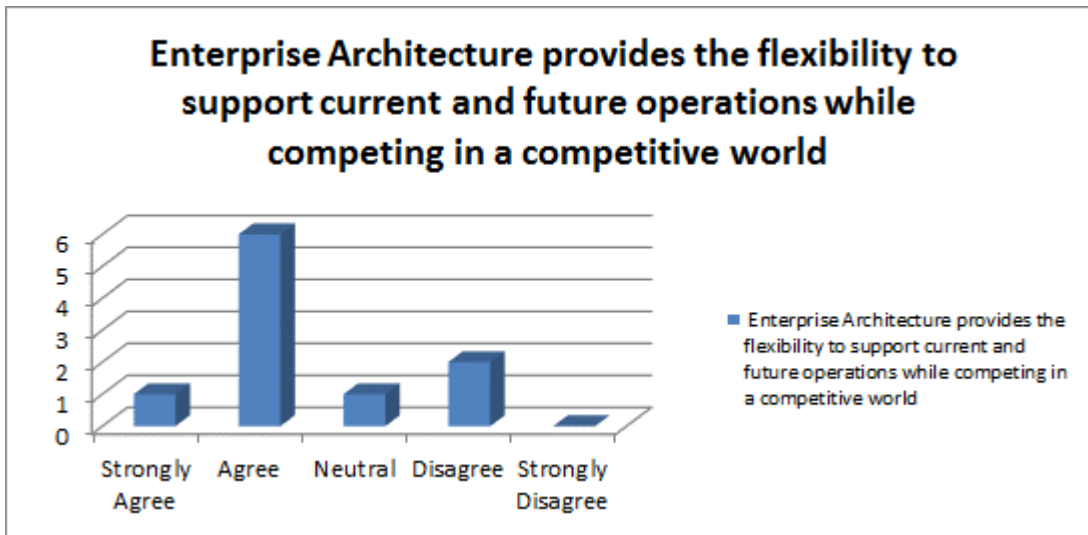 Enterprise Architecture provides the flexibility to
support current and future operations while
competing in a competitive world
6
5
4
3
2
1
0
Strongly Agree
Agree
Neutral
Disagree
Strongly Disagree
Enterprise Architecture provides the
flexibility to support current and
future operations while competing in
a competitive world